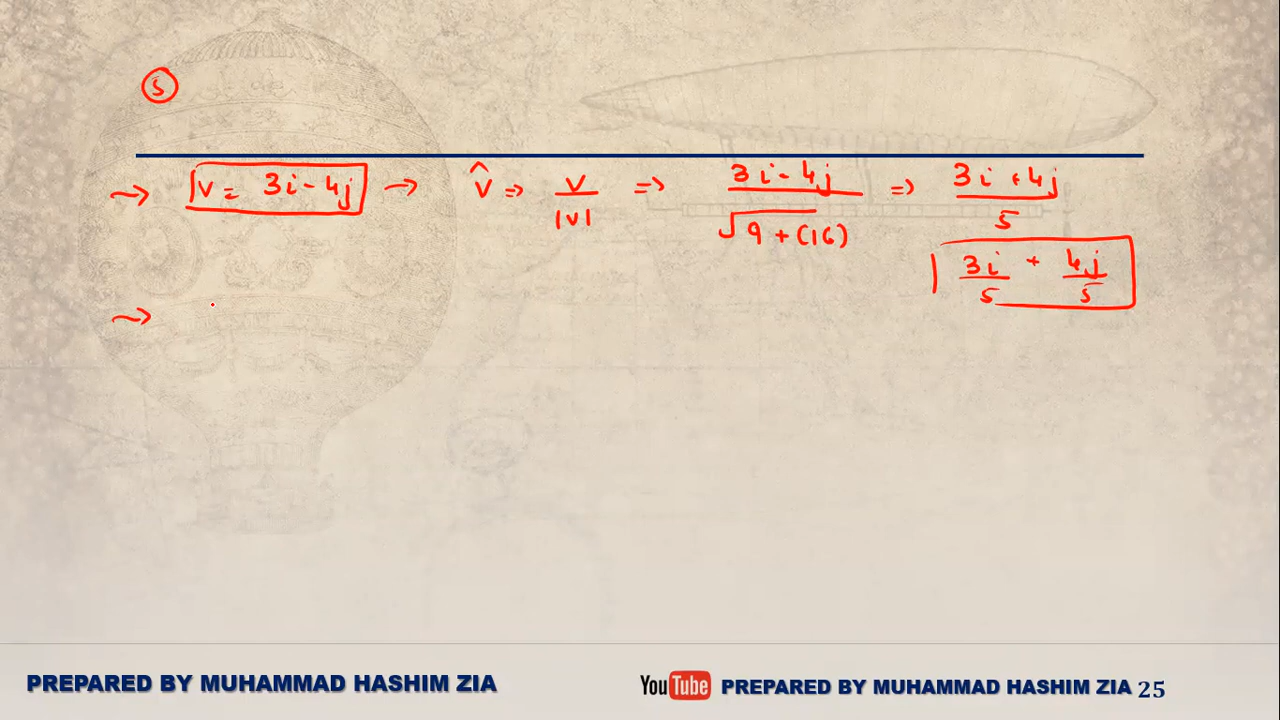 5
→ v = 3i - 4j → v̂ ⇒ v/|v| ⇒ 3i - 4j/√9 + (16) ⇒ 3i + 4j/5
3i/5 + 4j/5
→
PREPARED BY MUHAMMAD HASHIM ZIA
YouTube PREPARED BY MUHAMMAD HASHIM ZIA 25